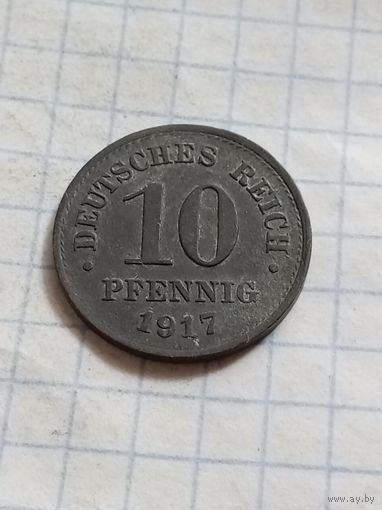 · DEUTSCHES REICH ·
10
PFENNIG
1917
www.ay.by